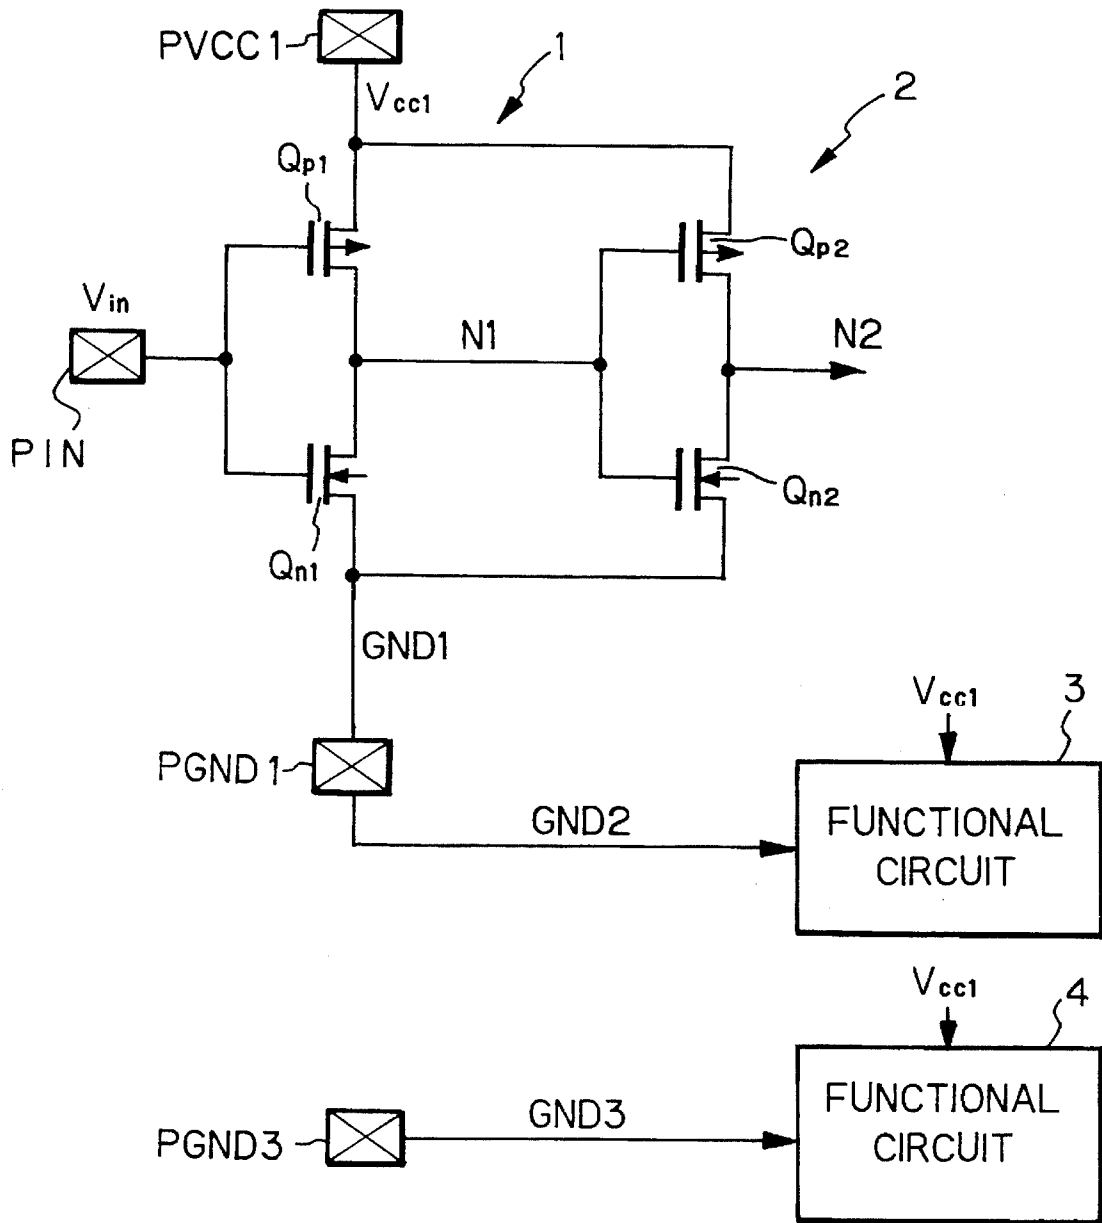 PVCC1
1
Vcc1
2
Qp1
Qp2
Vin
N1
N2
PIN
Qn2
Qn1
GND1
Vcc1
3
PGND1
GND2
FUNCTIONAL
CIRCUIT
Vcc1
4
FUNCTIONAL
CIRCUIT
GND3
PGND3